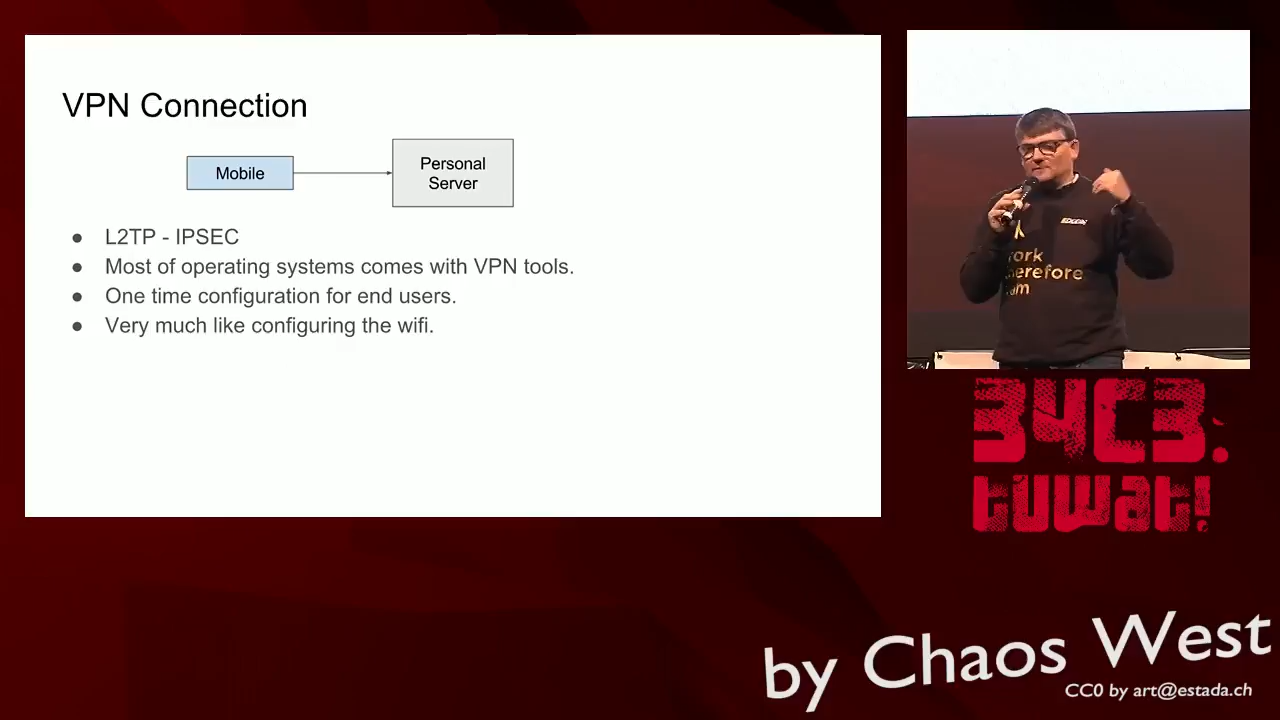 VPN Connection
Mobile
Personal
Server
● L2TP - IPSEC
● Most of operating systems comes with VPN tools.
● One time configuration for end users.
● Very much like configuring the wifi.
therefore
34C3:
tuwat!
by Chaos West
CC0 by art@estada.ch